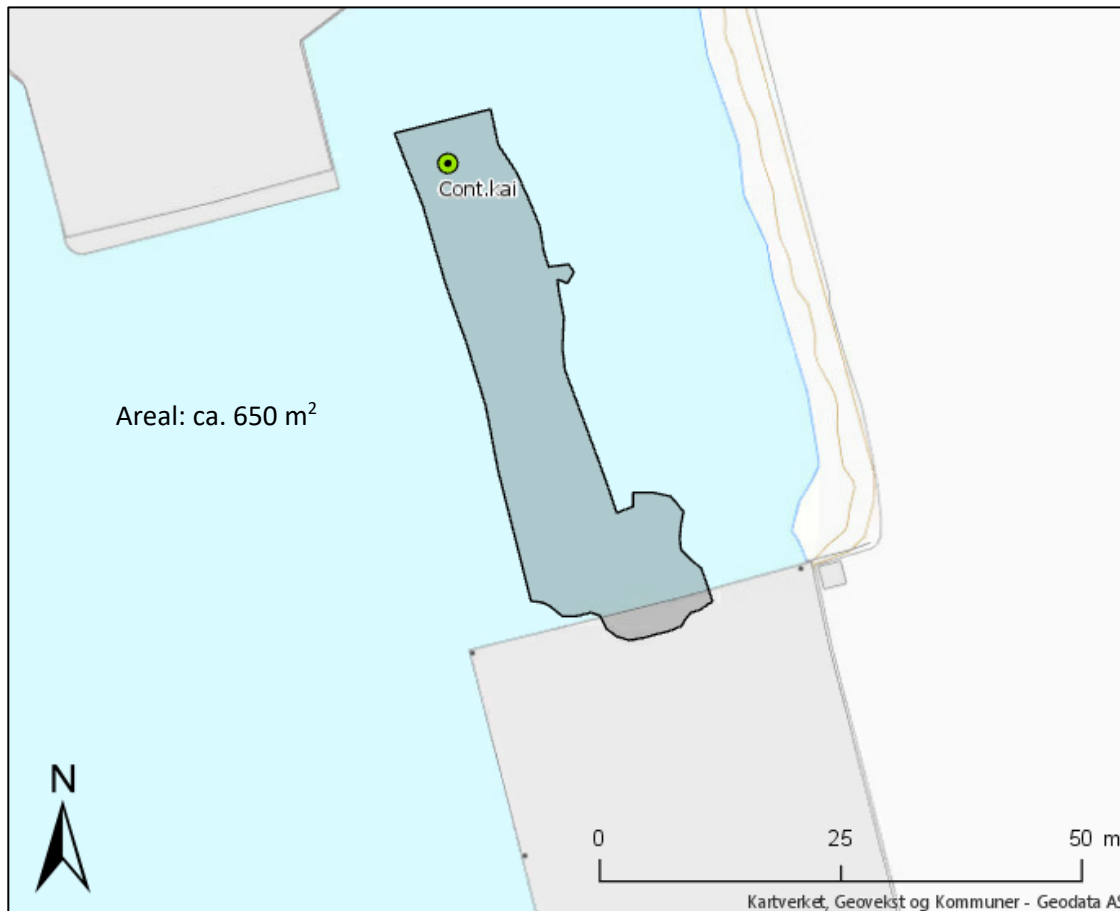 Cont.kai
Areal: ca. 650 m²
N
0 25 50 m
Kartverket, Geovekst og Kommuner - Geodata AS